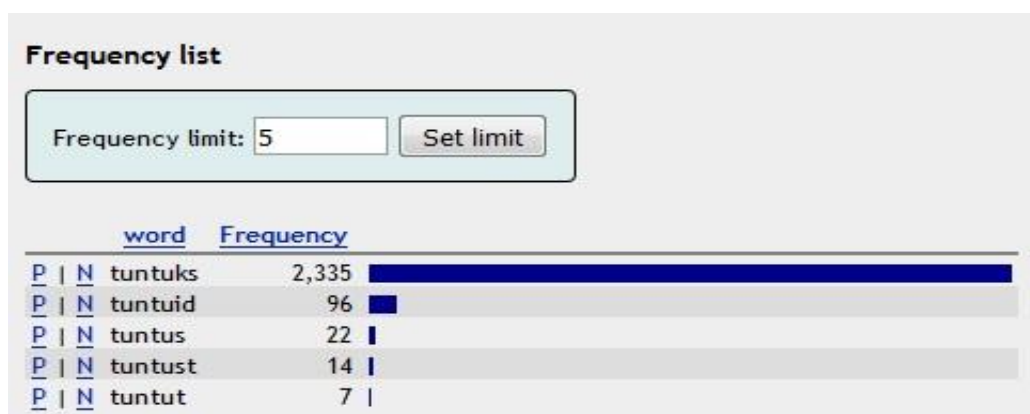 Frequency list
Frequency limit: 5 Set limit
word Frequency
P | N tuntuks 2,335
P | N tuntuid 96
P | N tuntus 22
P | N tuntust 14
P | N tuntut 7